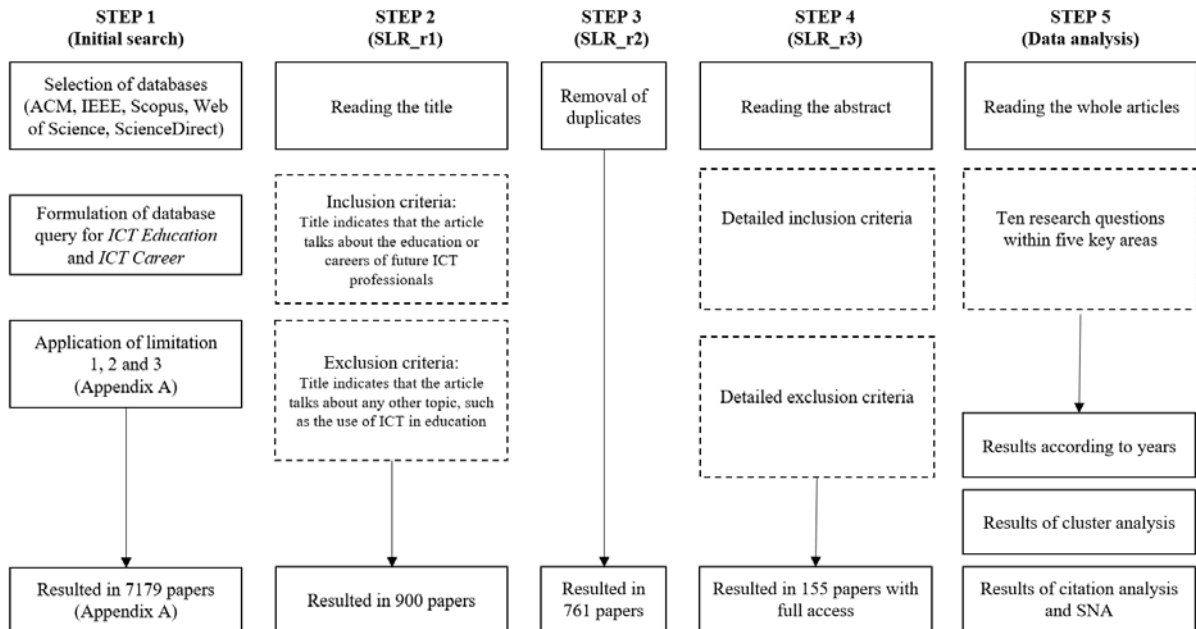 STEP 1
(Initial search)
Selection of databases
(ACM, IEEE, Scopus, Web
of Science, ScienceDirect)
Formulation of database
query for ICT Education
and ICT Career
Application of limitation
1, 2 and 3
(Appendix A)
Resulted in 7179 papers
(Appendix A)
STEP 2
(SLR_r1)
Reading the title
Inclusion criteria:
Title indicates that the article
talks about the education or
careers of future ICT
professionals
Exclusion criteria:
Title indicates that the article
talks about any other topic, such
as the use of ICT in education
Resulted in 900 papers
STEP 3
(SLR_r2)
Removal of
duplicates
Resulted in
761 papers
STEP 4
(SLR_r3)
Reading the abstract
Detailed inclusion criteria
Detailed exclusion criteria
Resulted in 155 papers with
full access
STEP 5
(Data analysis)
Reading the whole articles
Ten research questions
within five key areas
Results according to years
Results of cluster analysis
Results of citation analysis
and SNA